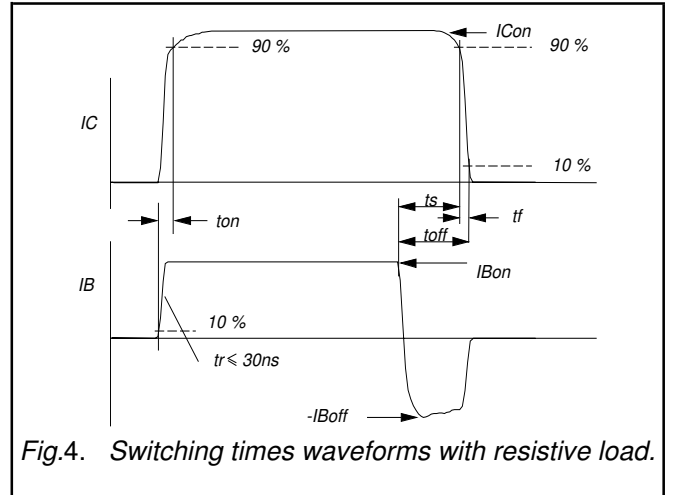 ICon
90 %
90 %
IC
10 %
ts
ton
tf
toff
IBon
IB
10 %
tr ⩽ 30ns
-IBoff
Fig.4. Switching times waveforms with resistive load.